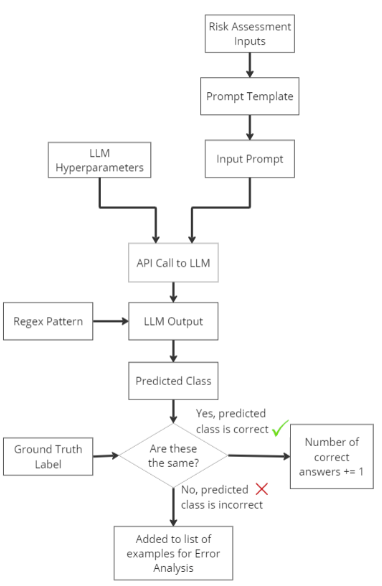 Risk Assessment
Inputs
Prompt Template
LLM
Hyperparameters
Input Prompt
API Call to LLM
Regex Pattern
LLM Output
Predicted Class
Yes, predicted
class is correct
Ground Truth
Label
Are these
the same?
Number of
correct
answers += 1
No, predicted
class is incorrect
Added to list of
examples for Error
Analysis